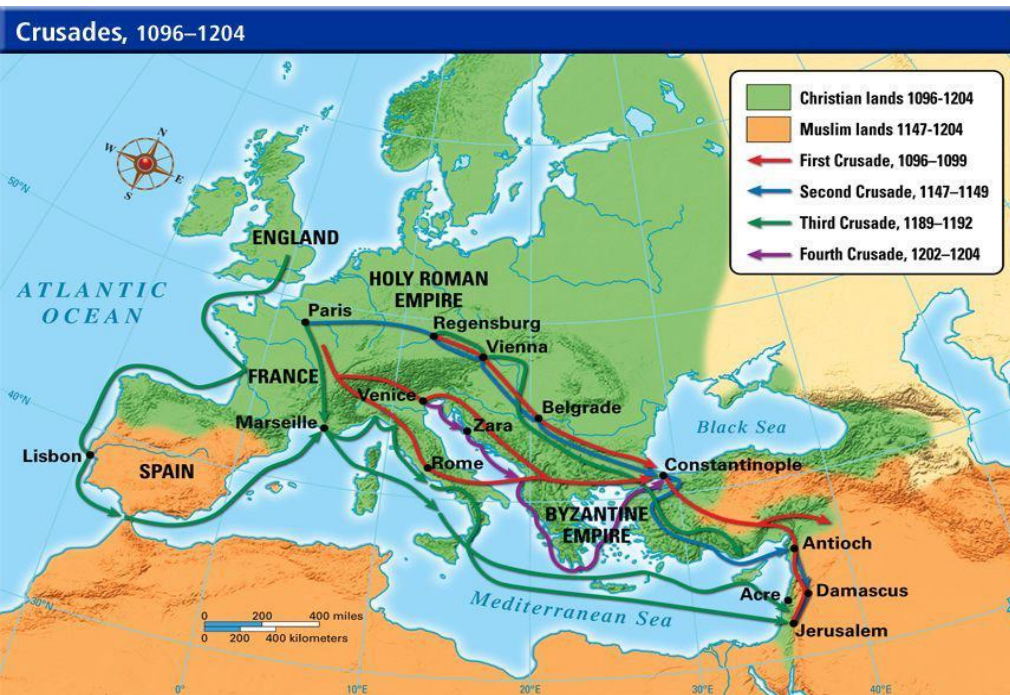 Crusades, 1096–1204
Christian lands 1096-1204
Muslim lands 1147-1204
First Crusade, 1096–1099
Second Crusade, 1147–1149
Third Crusade, 1189–1192
Fourth Crusade, 1202–1204
N
W
E
S
50°N
ENGLAND
ATLANTIC
OCEAN
HOLY ROMAN
EMPIRE
Paris
Regensburg
Vienna
FRANCE
Venice
40°N
Belgrade
Black Sea
Marseille
Zara
Lisbon
SPAIN
Rome
Constantinople
BYZANTINE
EMPIRE
Antioch
Acre
Damascus
Mediterranean Sea
Jerusalem
30°N
0 200 400 miles
0 200 400 kilometers
0°
10°E
20°E
30°E
40°E